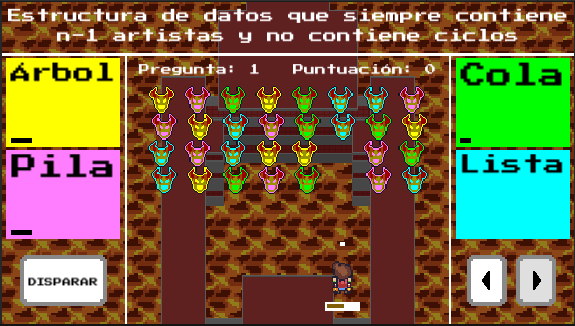 Estructura de datos que siempre contiene
n-1 artistas y no contiene ciclos
Pregunta: 1 Puntuación: 0
Árbol
Pila
Cola
Lista
DISPARAR